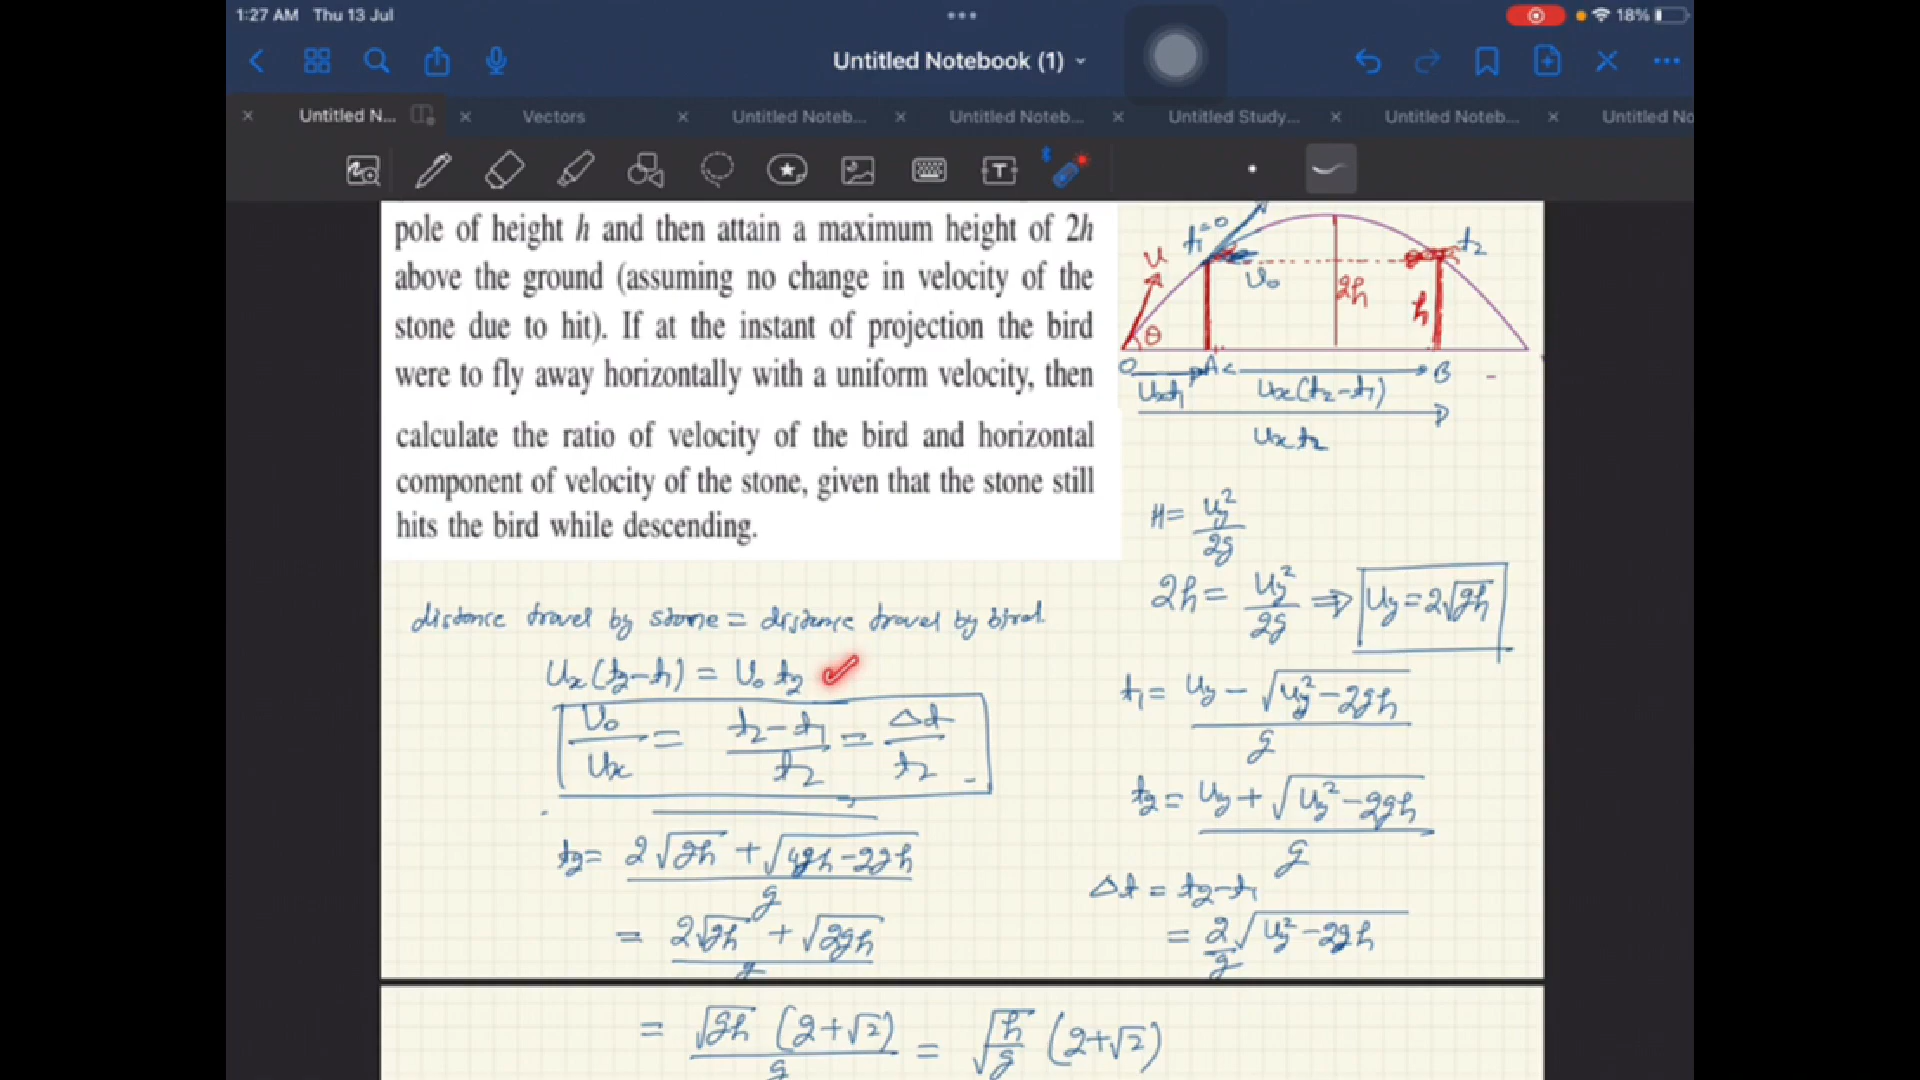 1:27 AM Thu 13 Jul
18%
Untitled Notebook (1)
Untitled N...
Vectors
Untitled Noteb...
Untitled Noteb...
Untitled Study...
Untitled Noteb...
Untitled No
pole of height h and then attain a maximum height of 2h
above the ground (assuming no change in velocity of the
stone due to hit). If at the instant of projection the bird
were to fly away horizontally with a uniform velocity, then
calculate the ratio of velocity of the bird and horizontal
component of velocity of the stone, given that the stone still
hits the bird while descending.
t₁=0
t₂
u
U₀
2h
h
θ
O A B
Uₓt₁ Uₓ(t₂-t₁)
Uₓt₂
H = Uy²/2g
2h = Uy²/2g ⇒ Uy = 2√gh
distance travel by stone = distance travel by bird.
Uₓ(t₂-t₁) = U₀ t₂
U₀/Uₓ = t₂-t₁/t₂ = Δt/t₂
t₁ = Uy - √Uy²-2gh / g
t₂ = Uy + √Uy²-2gh / g
t₂ = 2√gh + √4gh-2gh / g
Δt = t₂-t₁
= 2√gh + √2gh / g
= 2/g √Uy²-2gh
= √gh (2+√2) / g = √h/g (2+√2)